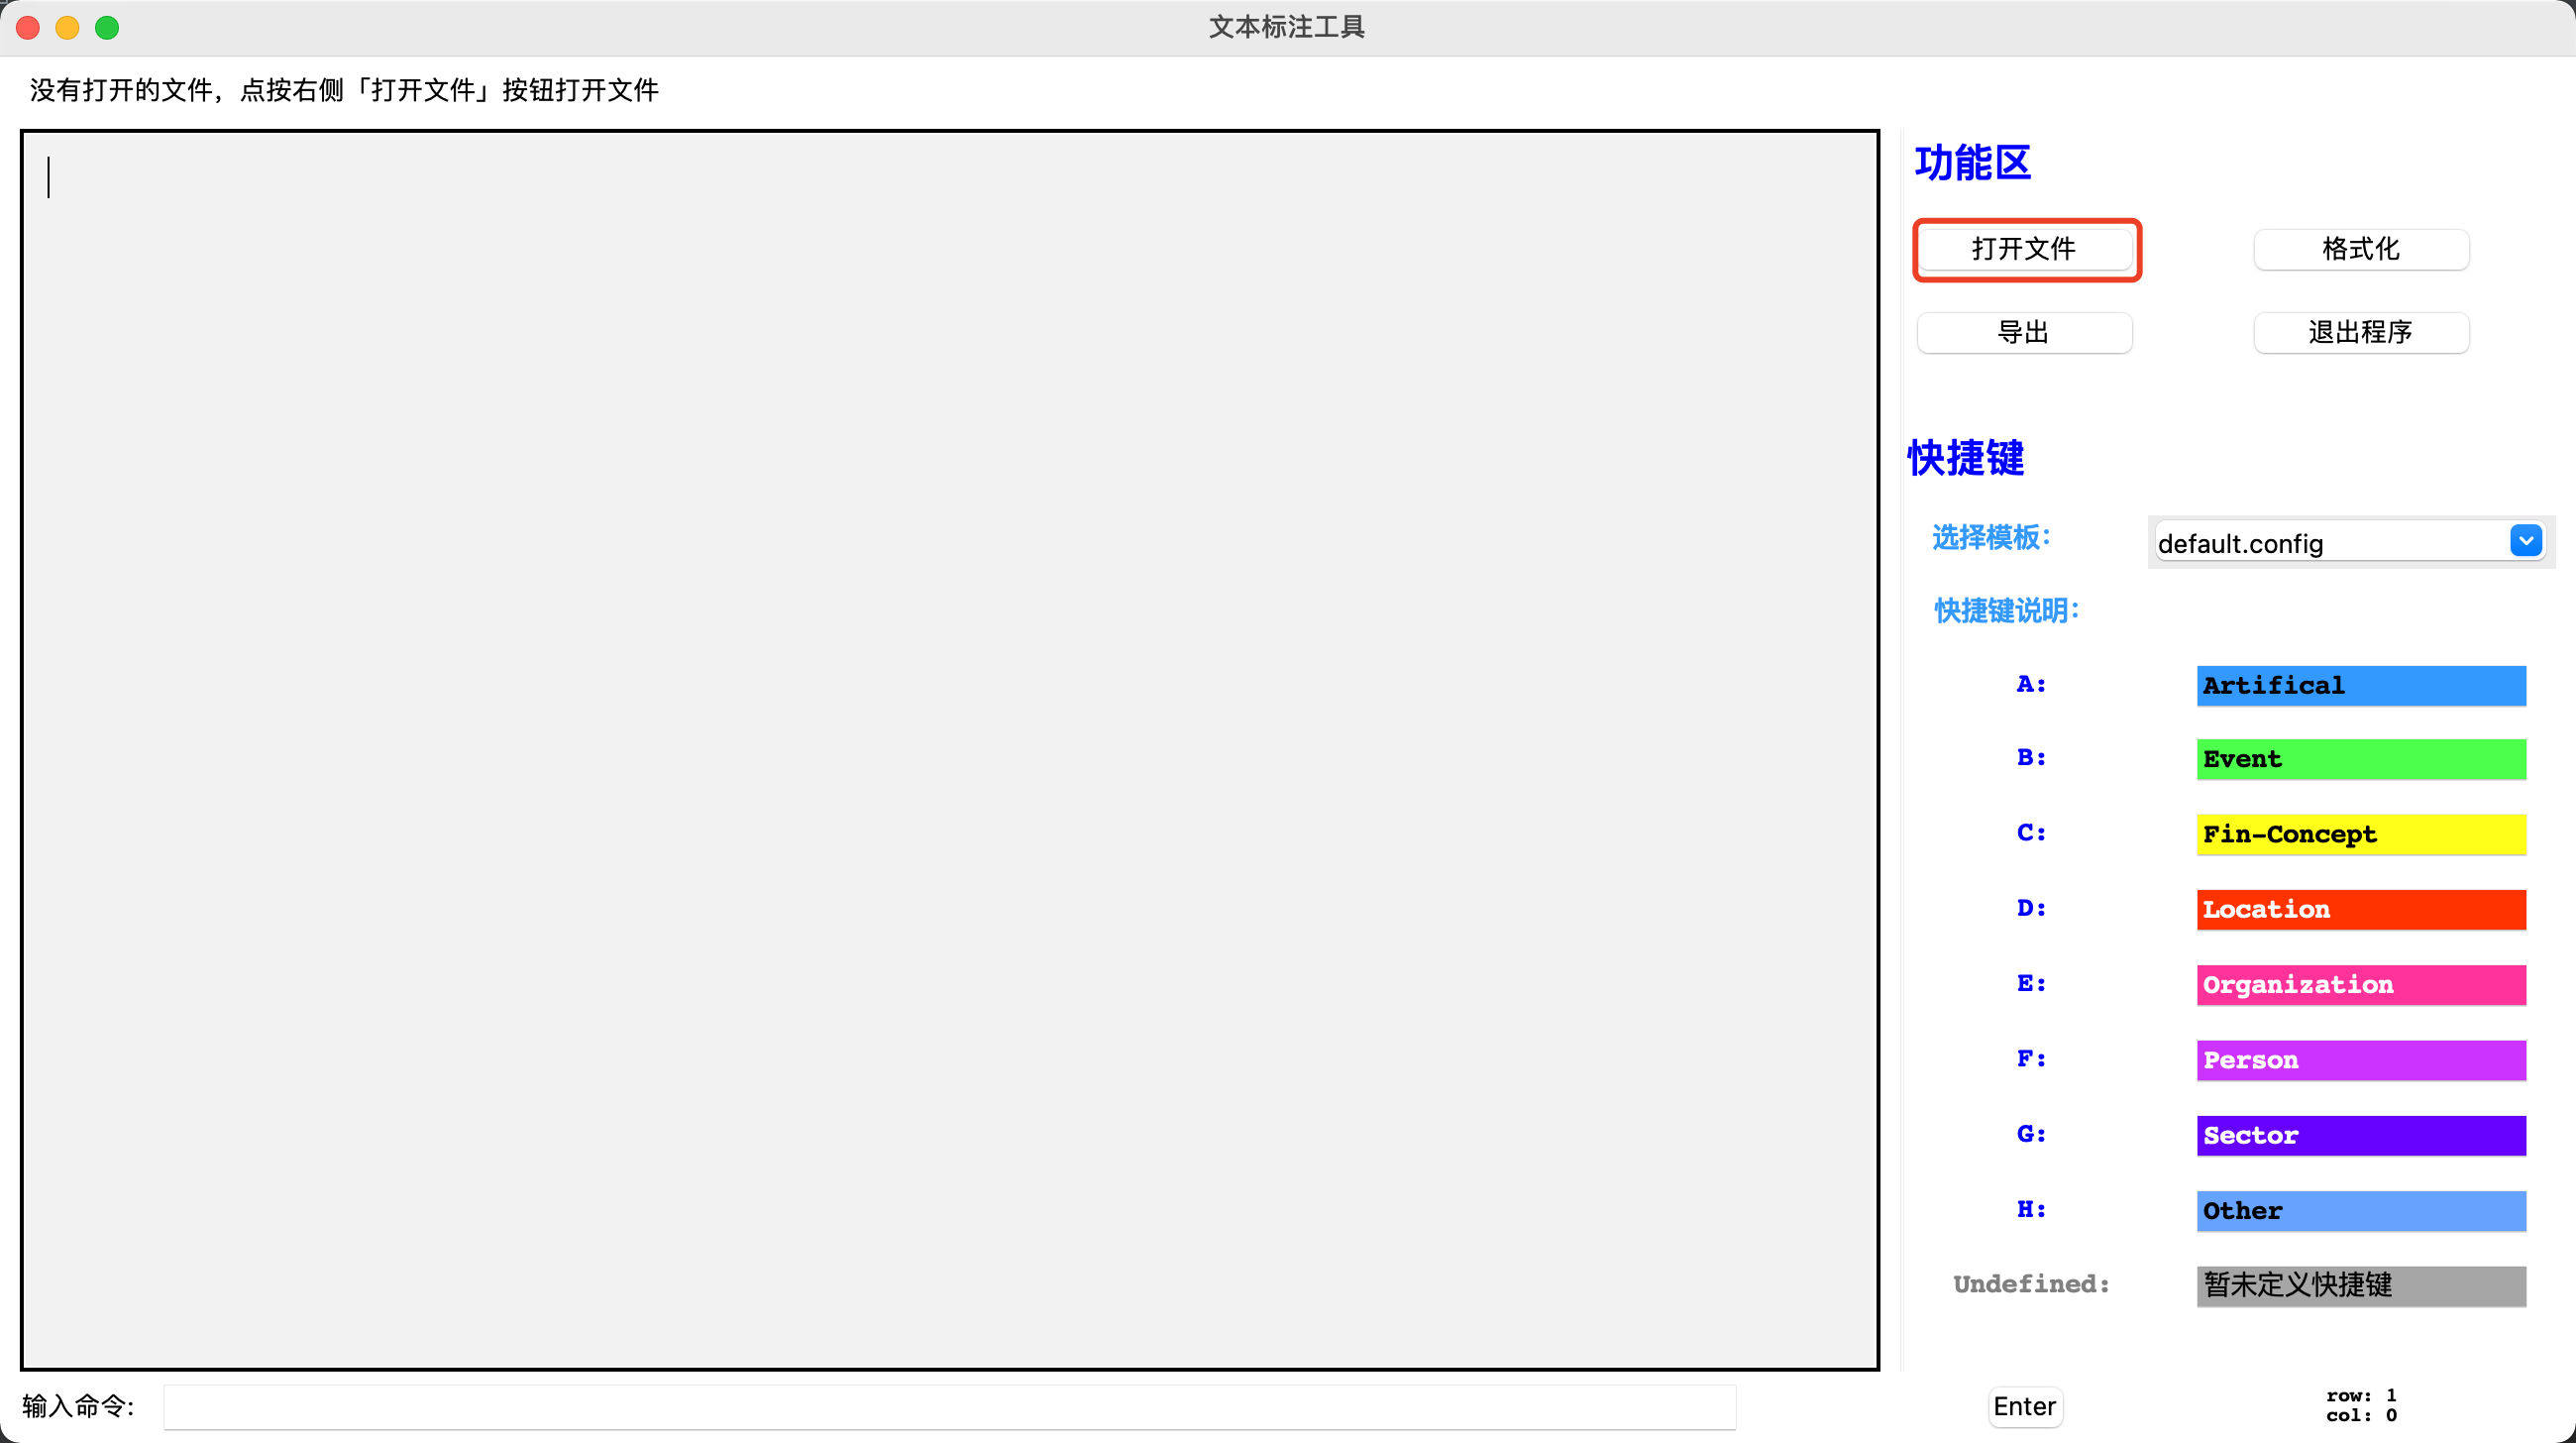 文本标注工具
没有打开的文件，点按右侧「打开文件」按钮打开文件
功能区
打开文件
格式化
导出
退出程序
快捷键
选择模板：
default.config
快捷键说明：
A: Artifical
B: Event
C: Fin-Concept
D: Location
E: Organization
F: Person
G: Sector
H: Other
Undefined: 暂未定义快捷键
输入命令:
Enter
row: 1
col: 0